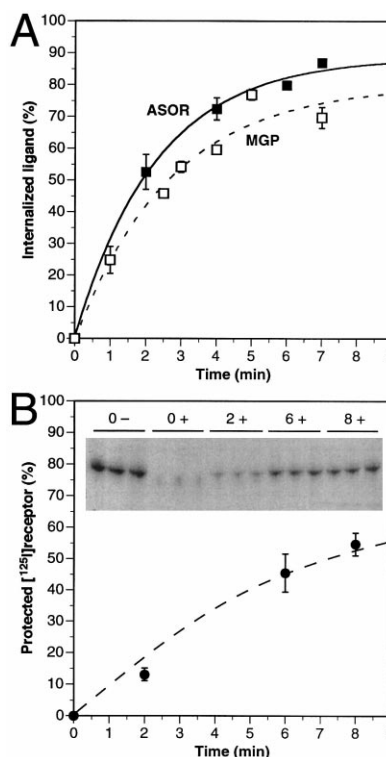 A
100
90
80
70
60
50
40
30
20
10
0
Internalized ligand (%)
ASOR
MGP
0 1 2 3 4 5 6 7 8
Time (min)
B
100
90
80
70
60
50
40
30
20
10
0
Protected [125I]receptor (%)
0 − 0 + 2 + 6 + 8 +
0 1 2 3 4 5 6 7 8
Time (min)